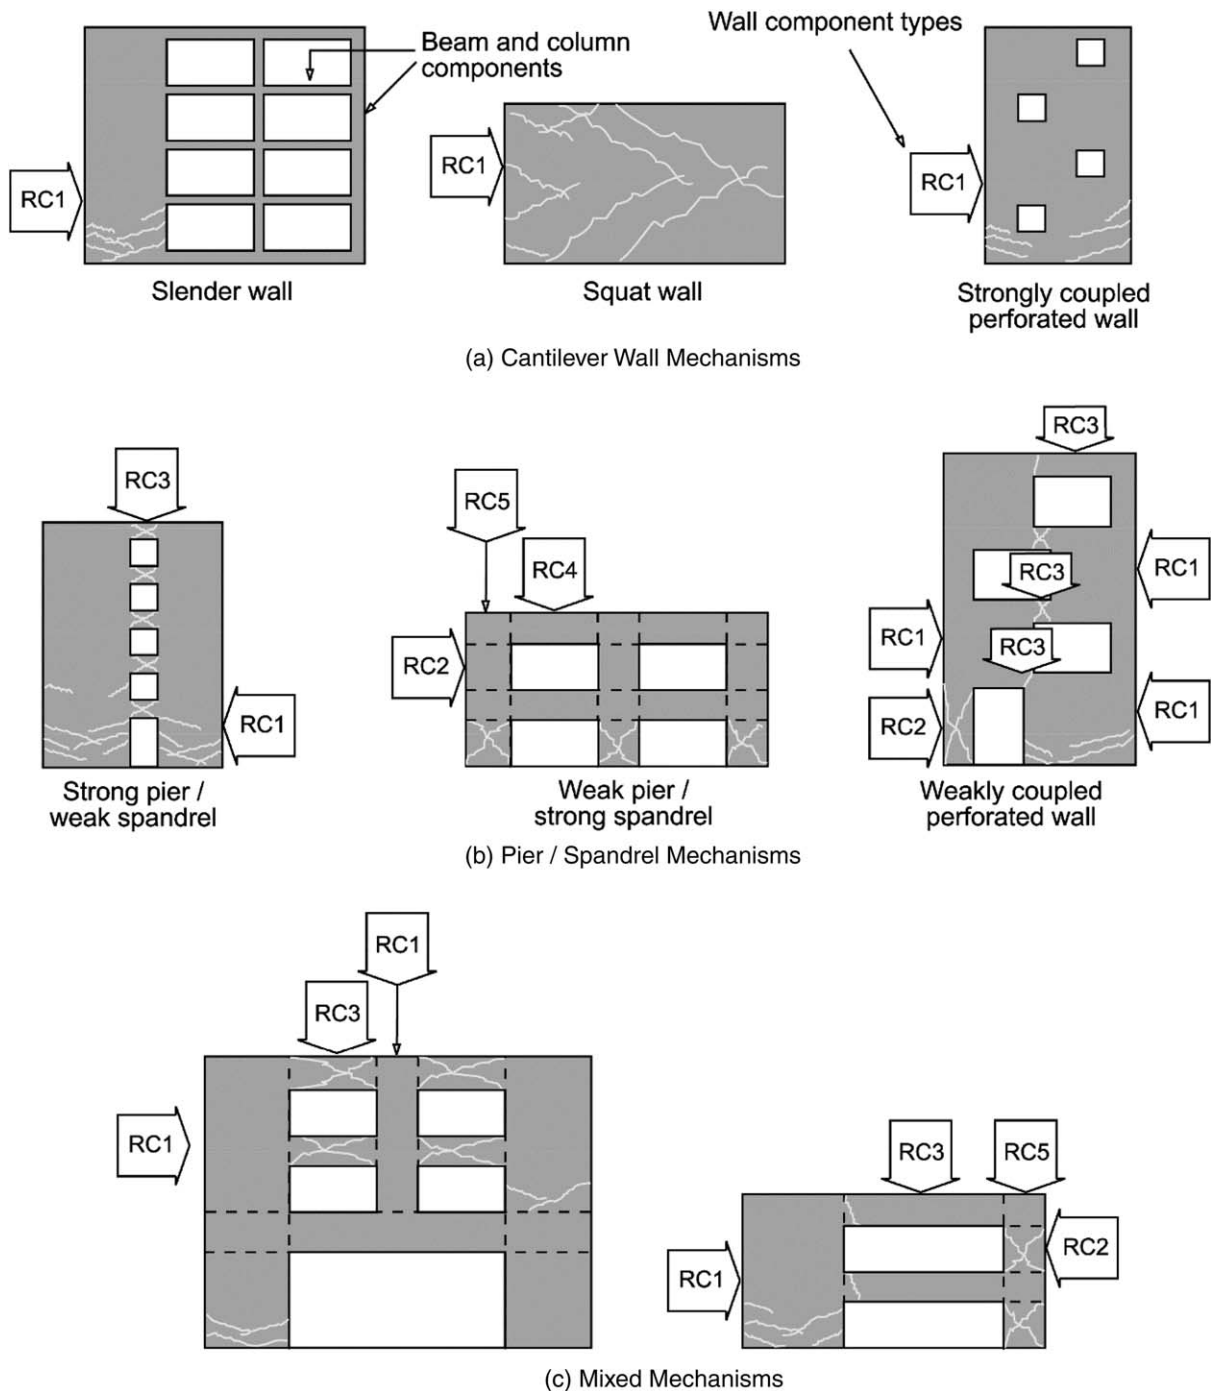 Beam and column
components
Wall component types
RC1
RC1
RC1
Slender wall
Squat wall
Strongly coupled
perforated wall
(a) Cantilever Wall Mechanisms
RC3
RC1
Strong pier /
weak spandrel
RC5
RC4
RC2
Weak pier /
strong spandrel
RC3
RC3
RC1
RC1
RC3
RC2
RC1
Weakly coupled
perforated wall
(b) Pier / Spandrel Mechanisms
RC1
RC3
RC1
RC3
RC5
RC1
RC2
(c) Mixed Mechanisms